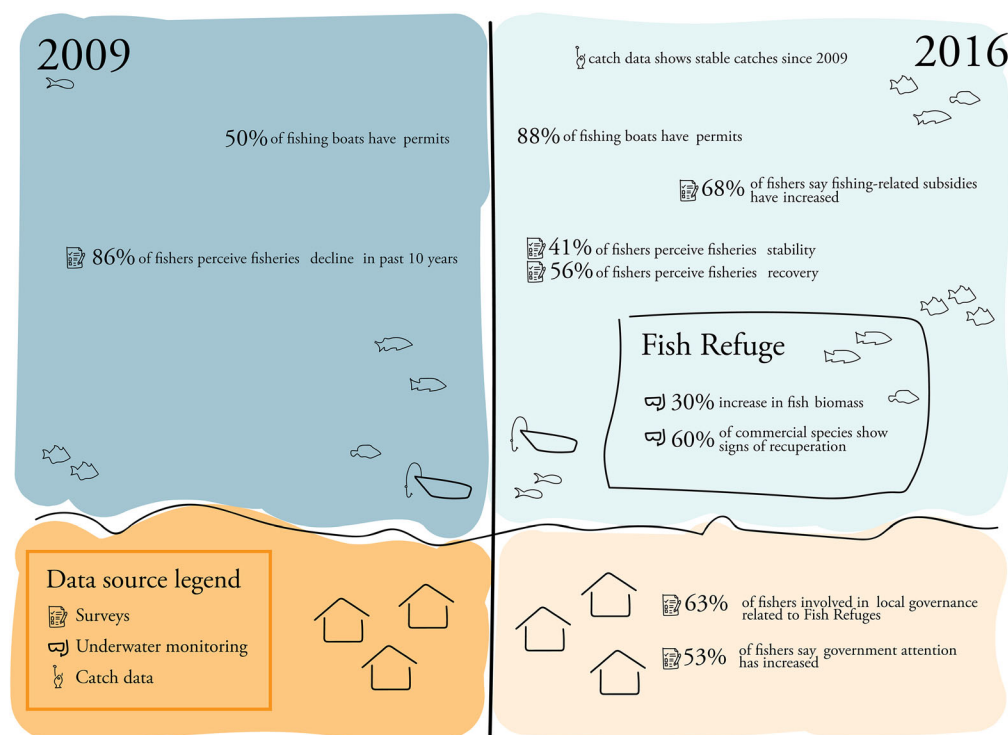 2009
50% of fishing boats have permits
86% of fishers perceive fisheries decline in past 10 years
2016
catch data shows stable catches since 2009
88% of fishing boats have permits
68% of fishers say fishing-related subsidies
have increased
41% of fishers perceive fisheries stability
56% of fishers perceive fisheries recovery
Fish Refuge
30% increase in fish biomass
60% of commercial species show
signs of recuperation
Data source legend
Surveys
Underwater monitoring
Catch data
63% of fishers involved in local governance
related to Fish Refuges
53% of fishers say government attention
has increased